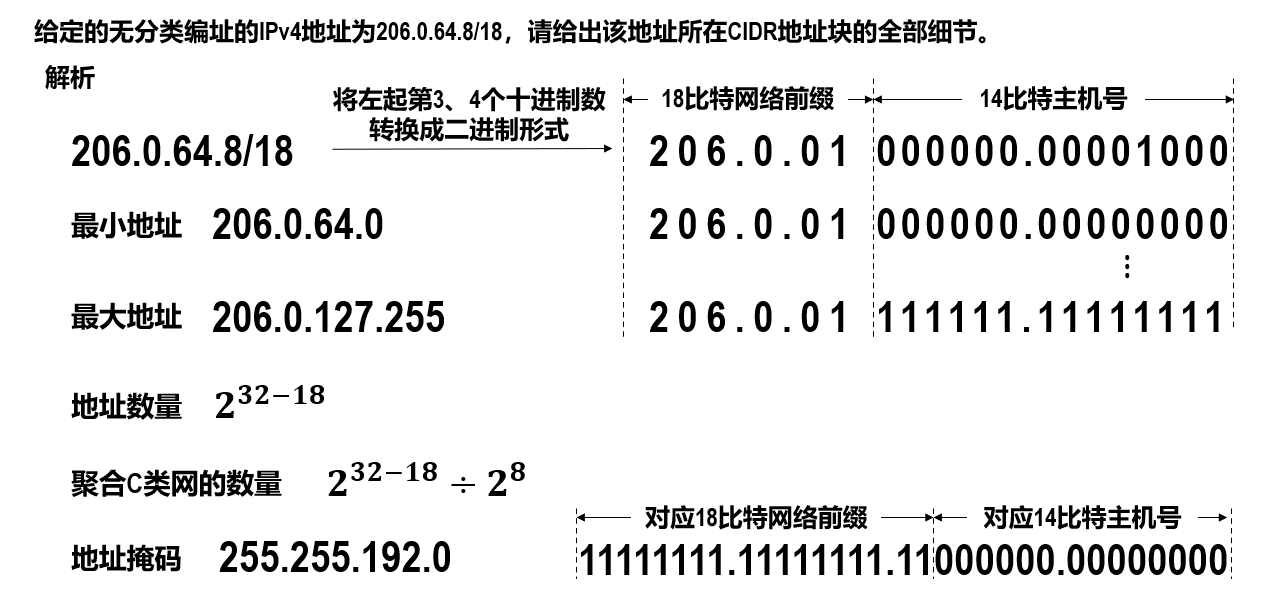 给定的无分类编址的IPv4地址为206.0.64.8/18，请给出该地址所在CIDR地址块的全部细节。
解析
将左起第3、4个十进制数
转换成二进制形式
18比特网络前缀
14比特主机号
206.0.64.8/18
206.0.01
000000.00001000
最小地址 206.0.64.0
206.0.01
000000.00000000
⋮
最大地址 206.0.127.255
206.0.01
111111.11111111
地址数量 2^{32−18}
聚合C类网的数量 2^{32−18} ÷ 2^8
对应18比特网络前缀
对应14比特主机号
地址掩码 255.255.192.0
11111111.11111111.11
000000.00000000